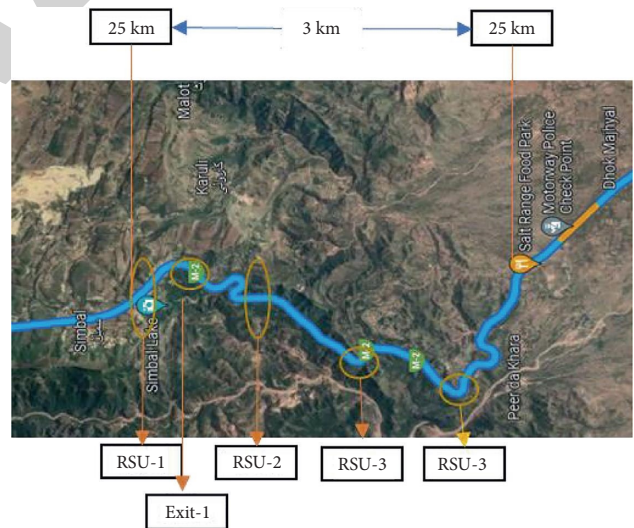 25 km
3 km
25 km
Malot
Karuli
کرولی
Simbal
Simbal Lake
M-2
M-2
M-2
Salt Range Food Park
Motorway Police
Check Point
Dhok Majhyal
Peer da Khara
RSU-1
RSU-2
RSU-3
RSU-3
Exit-1